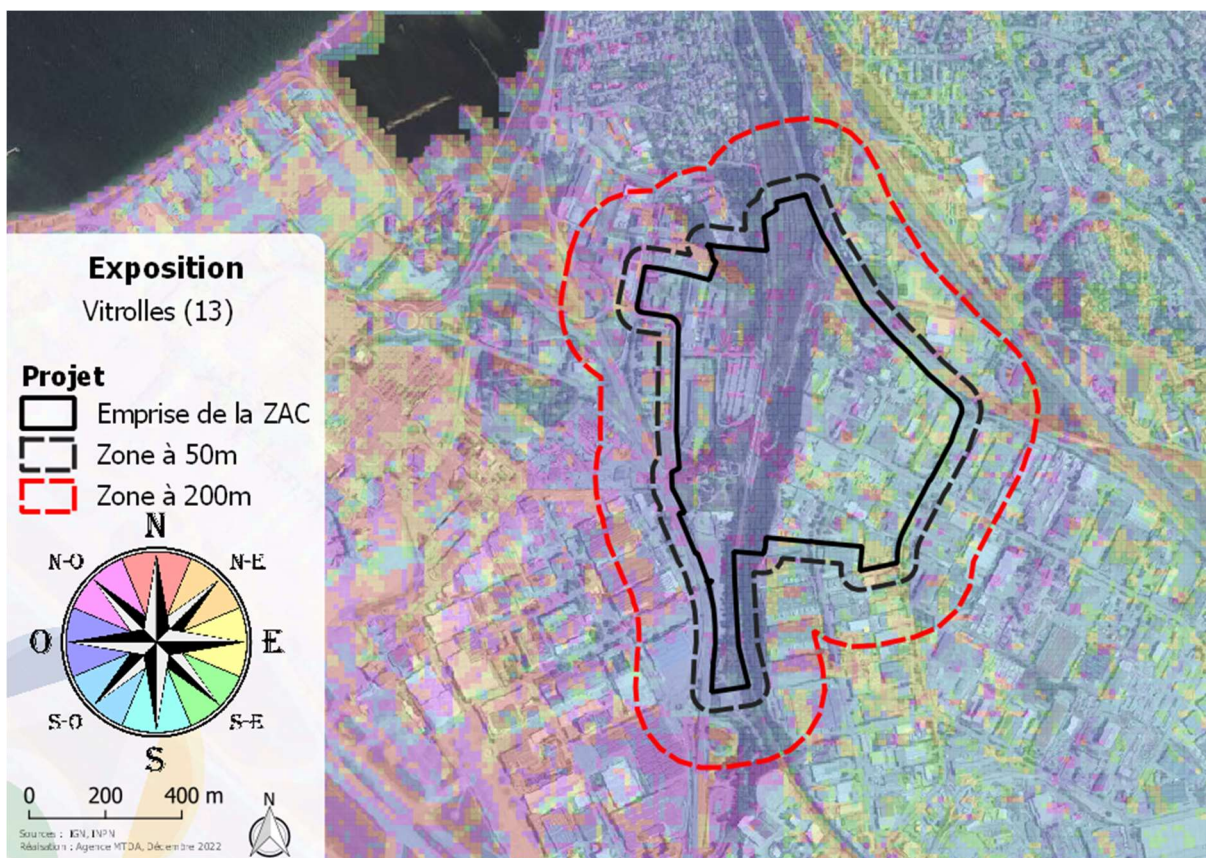 Exposition
Vitrolles (13)
Projet
Emprise de la ZAC
Zone à 50m
Zone à 200m
N
N-O
N-E
O
E
S-O
S-E
S
0 200 400 m
N
Sources : IGN, INPN
Réalisation : Agence MTDA, Décembre 2022